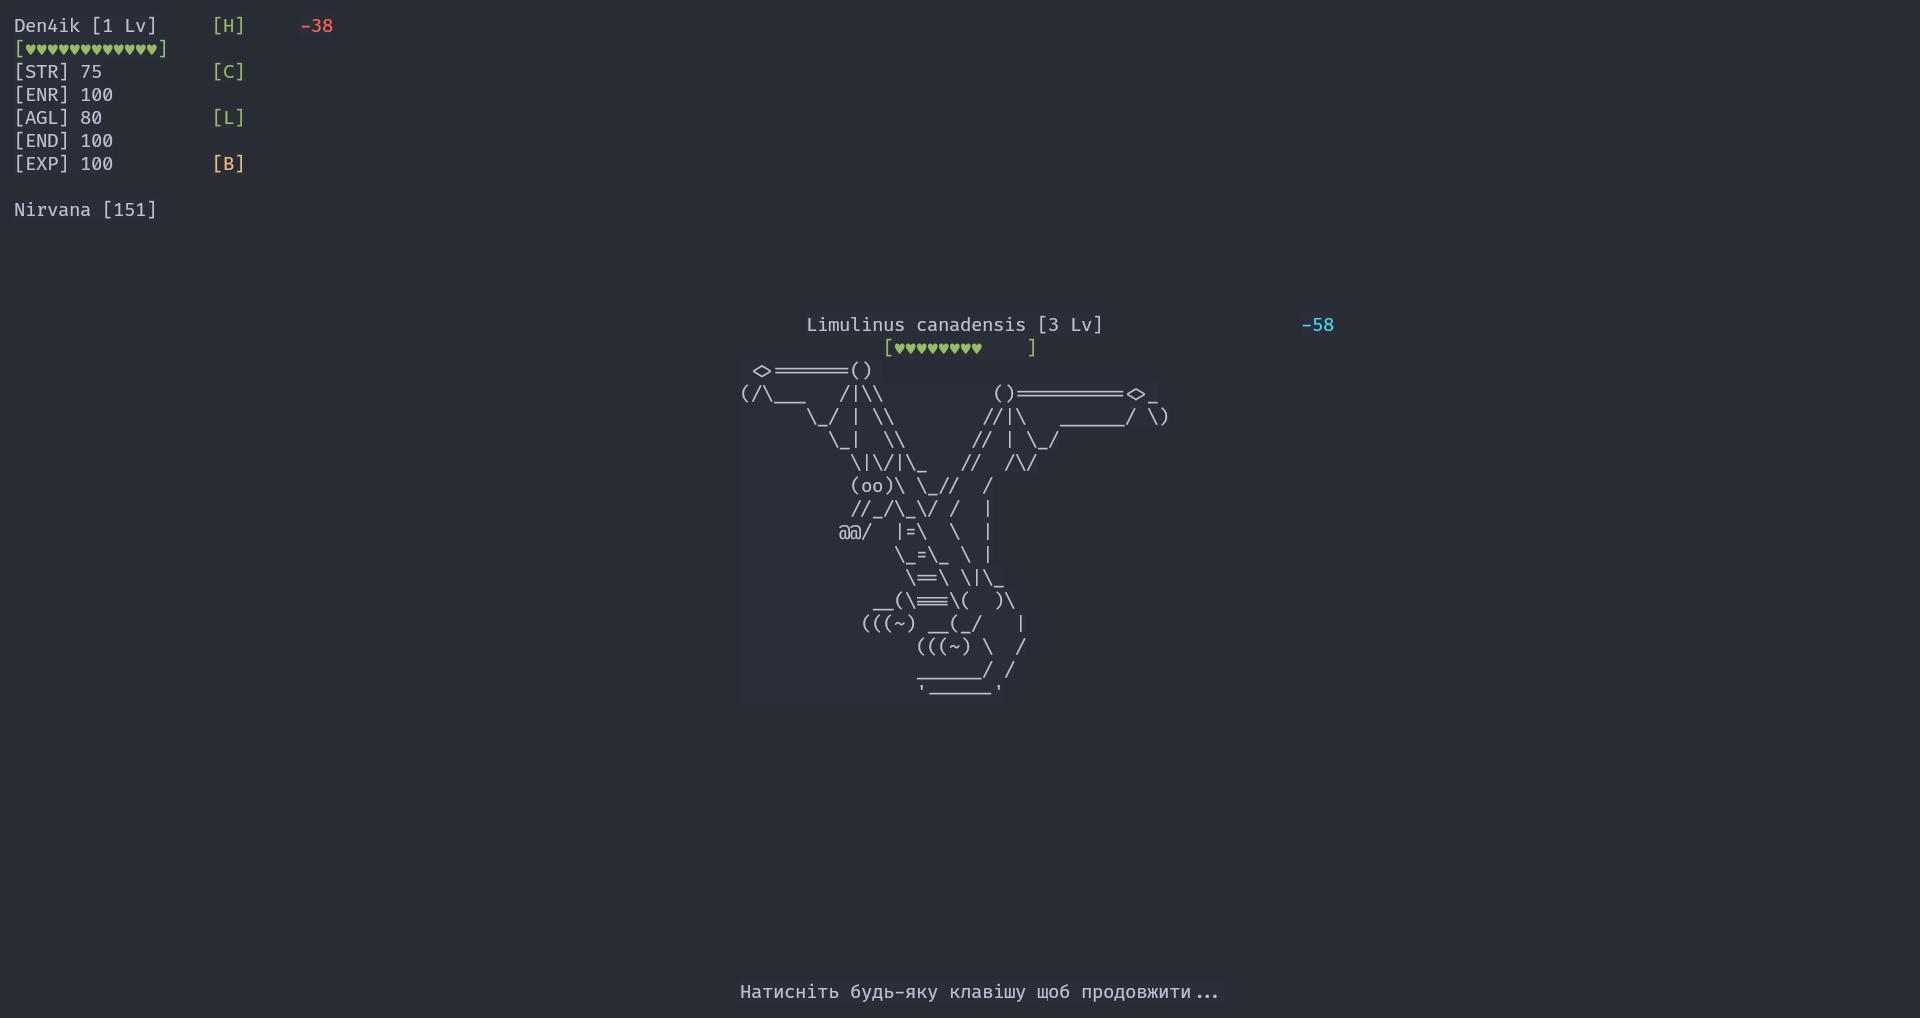 Den4ik [1 Lv] [H] -38
[♥♥♥♥♥♥♥♥♥♥♥♥]
[STR] 75 [C]
[ENR] 100
[AGL] 80 [L]
[END] 100
[EXP] 100 [B]
Nirvana [151]
Limulinus canadensis [3 Lv] -58
[♥♥♥♥♥♥♥♥    ]
Натисніть будь-яку клавішу щоб продовжити...